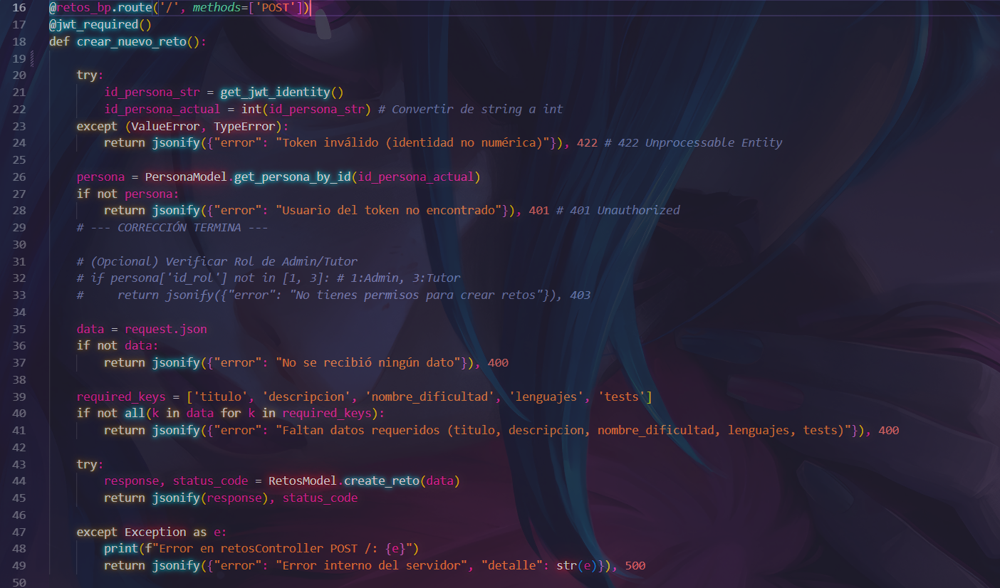 16 @retos_bp.route('/', methods=['POST'])
17 @jwt_required()
18 def crear_nuevo_reto():
19
20     try:
21         id_persona_str = get_jwt_identity()
22         id_persona_actual = int(id_persona_str) # Convertir de string a int
23     except (ValueError, TypeError):
24         return jsonify({"error": "Token inválido (identidad no numérica)"}), 422 # 422 Unprocessable Entity
25
26     persona = PersonaModel.get_persona_by_id(id_persona_actual)
27     if not persona:
28         return jsonify({"error": "Usuario del token no encontrado"}), 401 # 401 Unauthorized
29     # --- CORRECCIÓN TERMINA ---
30
31     # (Opcional) Verificar Rol de Admin/Tutor
32     # if persona['id_rol'] not in [1, 3]: # 1:Admin, 3:Tutor
33     #     return jsonify({"error": "No tienes permisos para crear retos"}), 403
34
35     data = request.json
36     if not data:
37         return jsonify({"error": "No se recibió ningún dato"}), 400
38
39     required_keys = ['titulo', 'descripcion', 'nombre_dificultad', 'lenguajes', 'tests']
40     if not all(k in data for k in required_keys):
41         return jsonify({"error": "Faltan datos requeridos (titulo, descripcion, nombre_dificultad, lenguajes, tests)"}), 400
42
43     try:
44         response, status_code = RetosModel.create_reto(data)
45         return jsonify(response), status_code
46
47     except Exception as e:
48         print(f"Error en retosController POST /: {e}")
49         return jsonify({"error": "Error interno del servidor", "detalle": str(e)}), 500
50